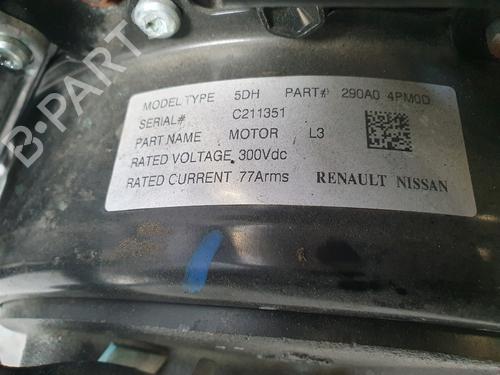 B-PARTS
MODEL TYPE 5DH PART# 290A0 4PM0D
SERIAL# C211351
PART NAME MOTOR L3
RATED VOLTAGE 300Vdc
RATED CURRENT 77Arms RENAULT NISSAN